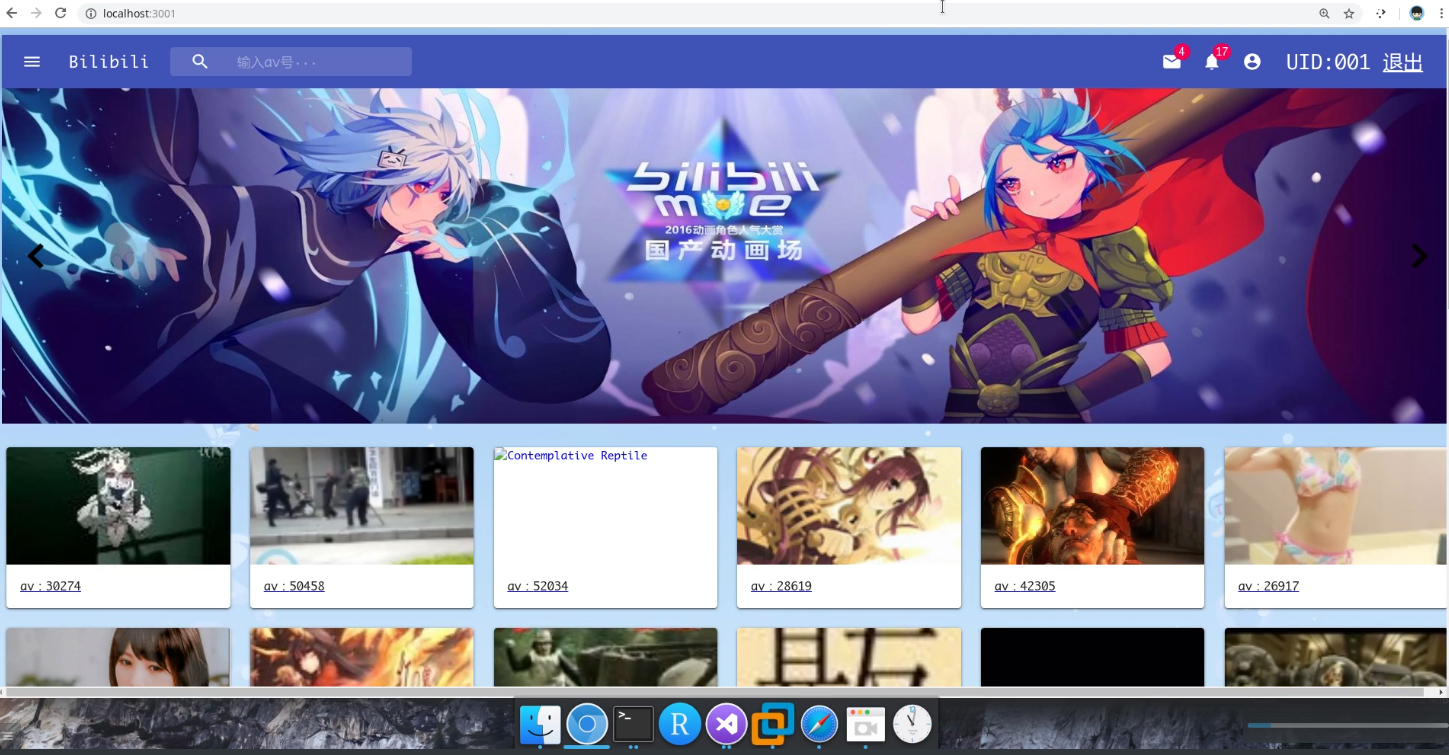 localhost:3001
Bilibili
输入av号...
4
17
UID:001 退出
bilibili
moe
2016动画角色人气大赏
国产动画场
Contemplative Reptile
av : 30274
av : 50458
av : 52034
av : 28619
av : 42305
av : 26917
>_
R
12